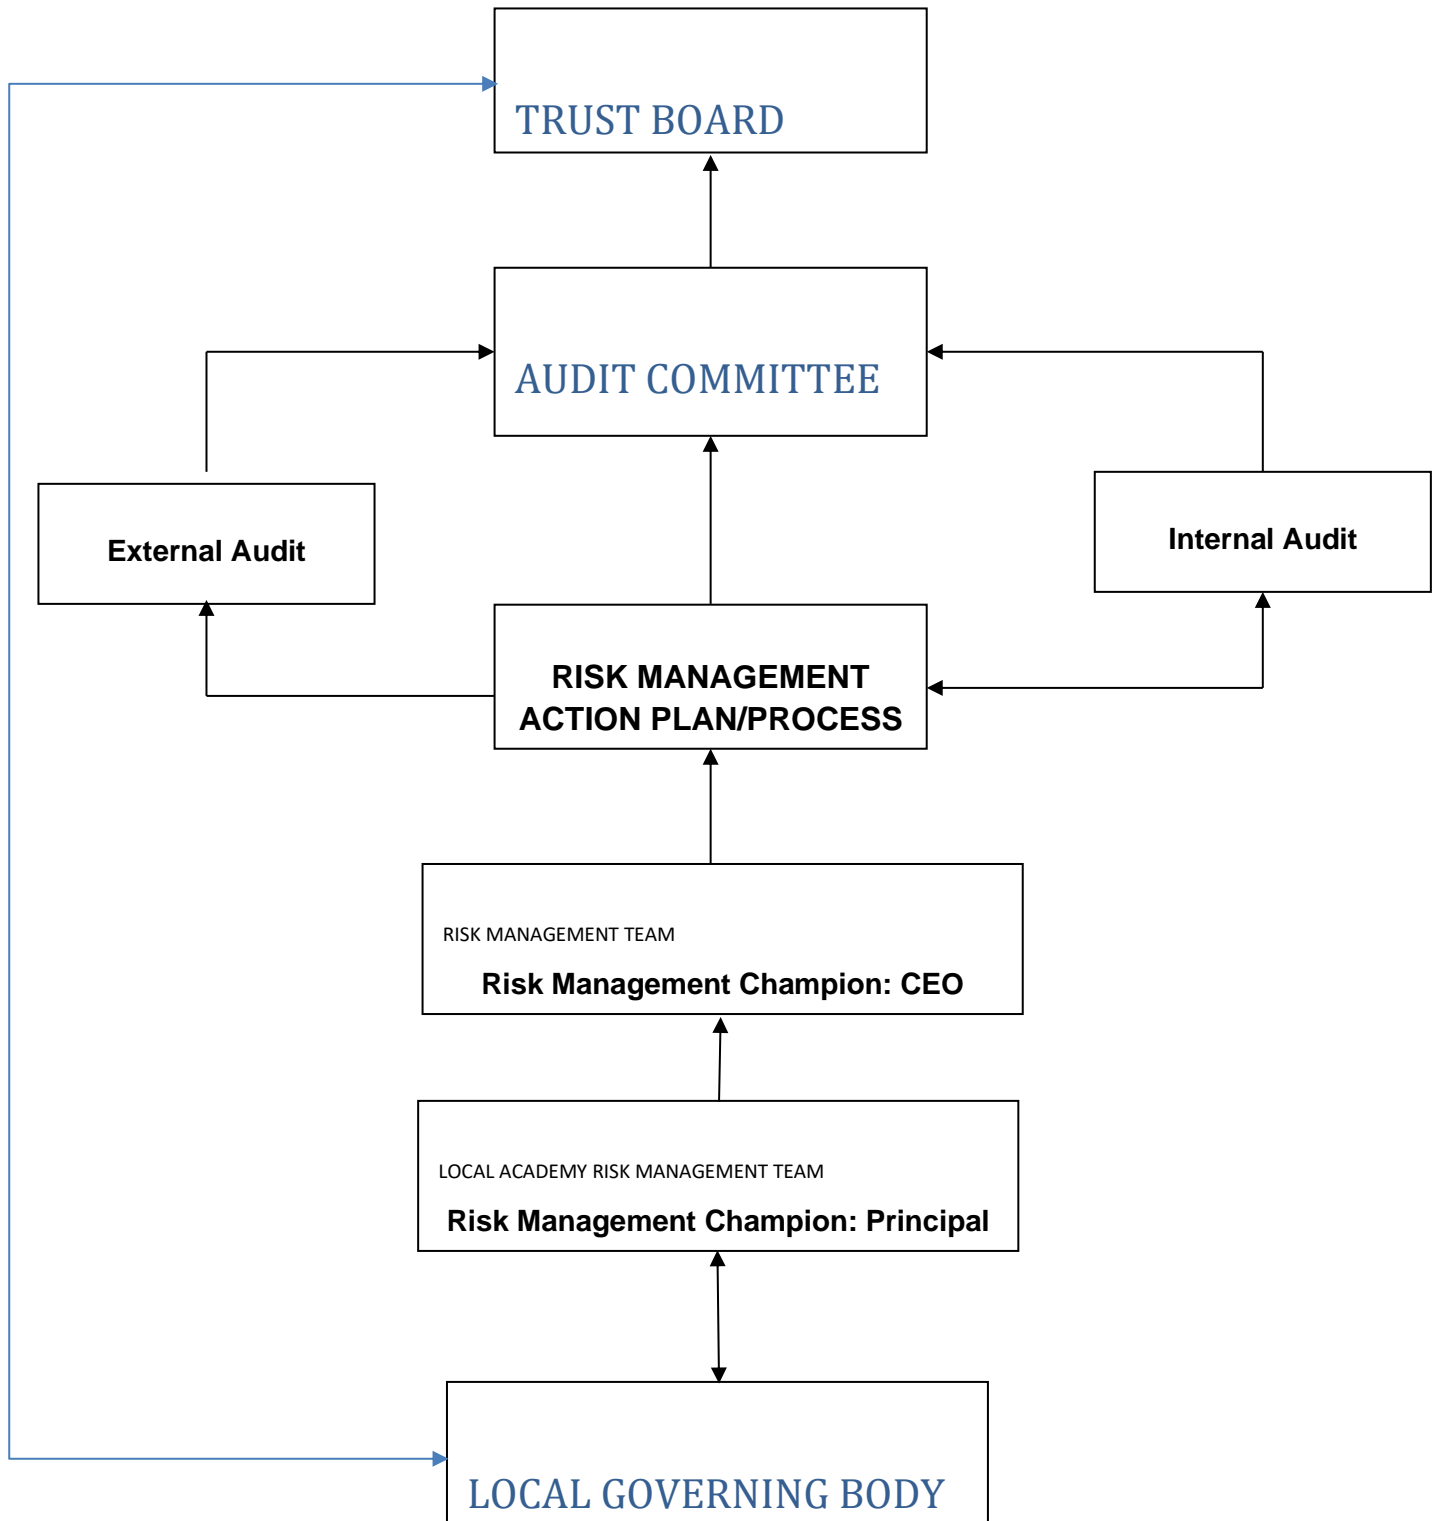 TRUST BOARD
AUDIT COMMITTEE
External Audit
Internal Audit
RISK MANAGEMENT
ACTION PLAN/PROCESS
RISK MANAGEMENT TEAM
Risk Management Champion: CEO
LOCAL ACADEMY RISK MANAGEMENT TEAM
Risk Management Champion: Principal
LOCAL GOVERNING BODY